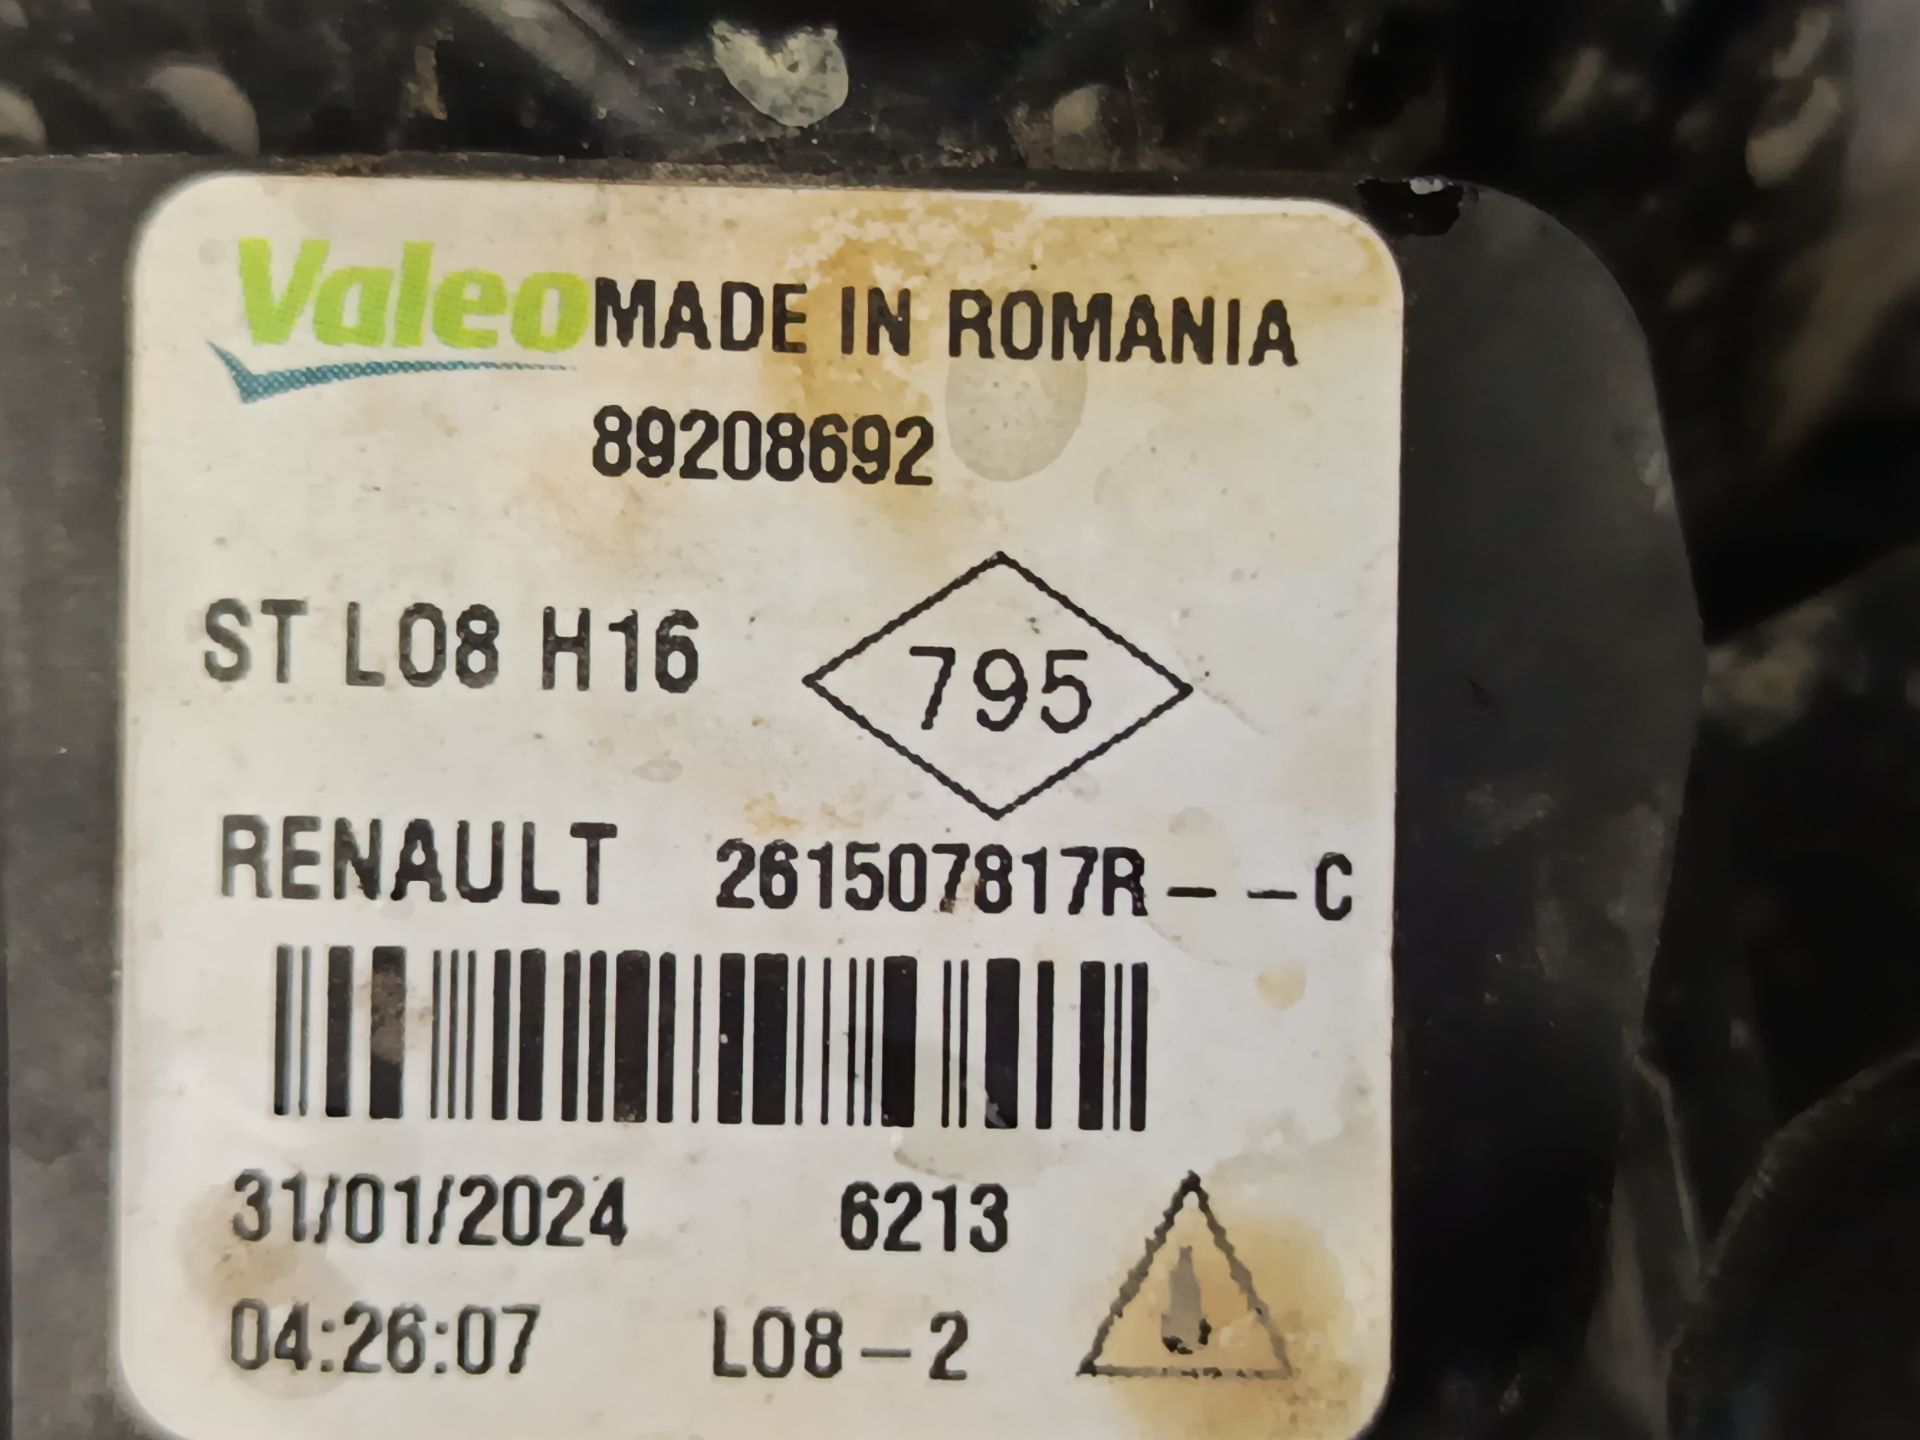 Valeo MADE IN ROMANIA
89208692
ST L08 H16
795
RENAULT 261507817R--C
31/01/2024 6213
04:26:07 L08-2